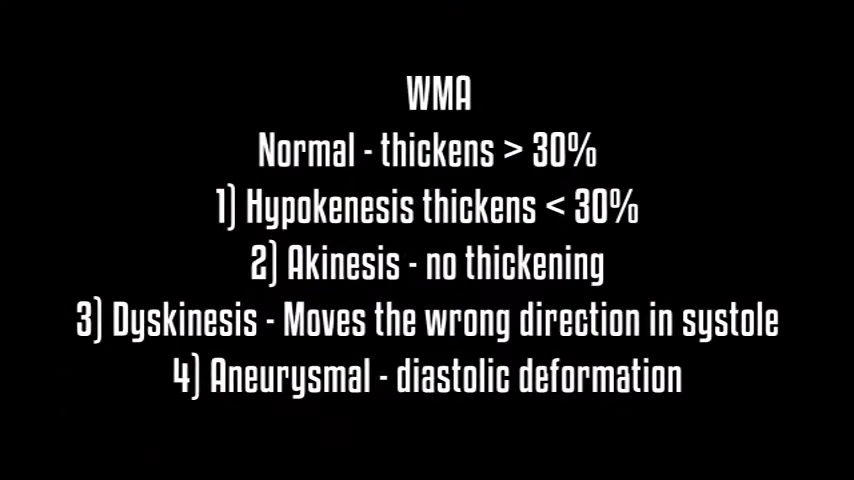 WMA
Normal - thickens > 30%
1) Hypokenesis thickens < 30%
2) Akinesis - no thickening
3) Dyskinesis - Moves the wrong direction in systole
4) Aneurysmal - diastolic deformation